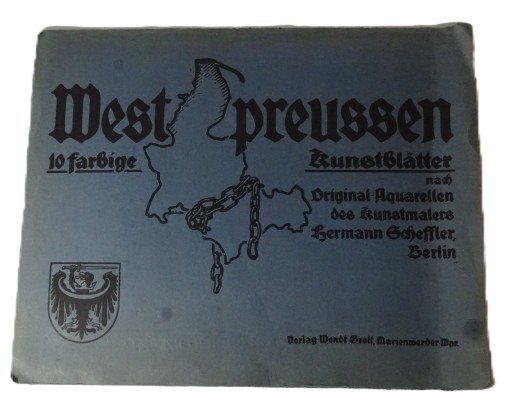 West preussen
10 farbige Kunstblätter
nach
Original-Aquarellen
des Kunstmalers
Hermann Scheffler,
Berlin
Verlag Wendt Groll, Marienwerder Wpr.